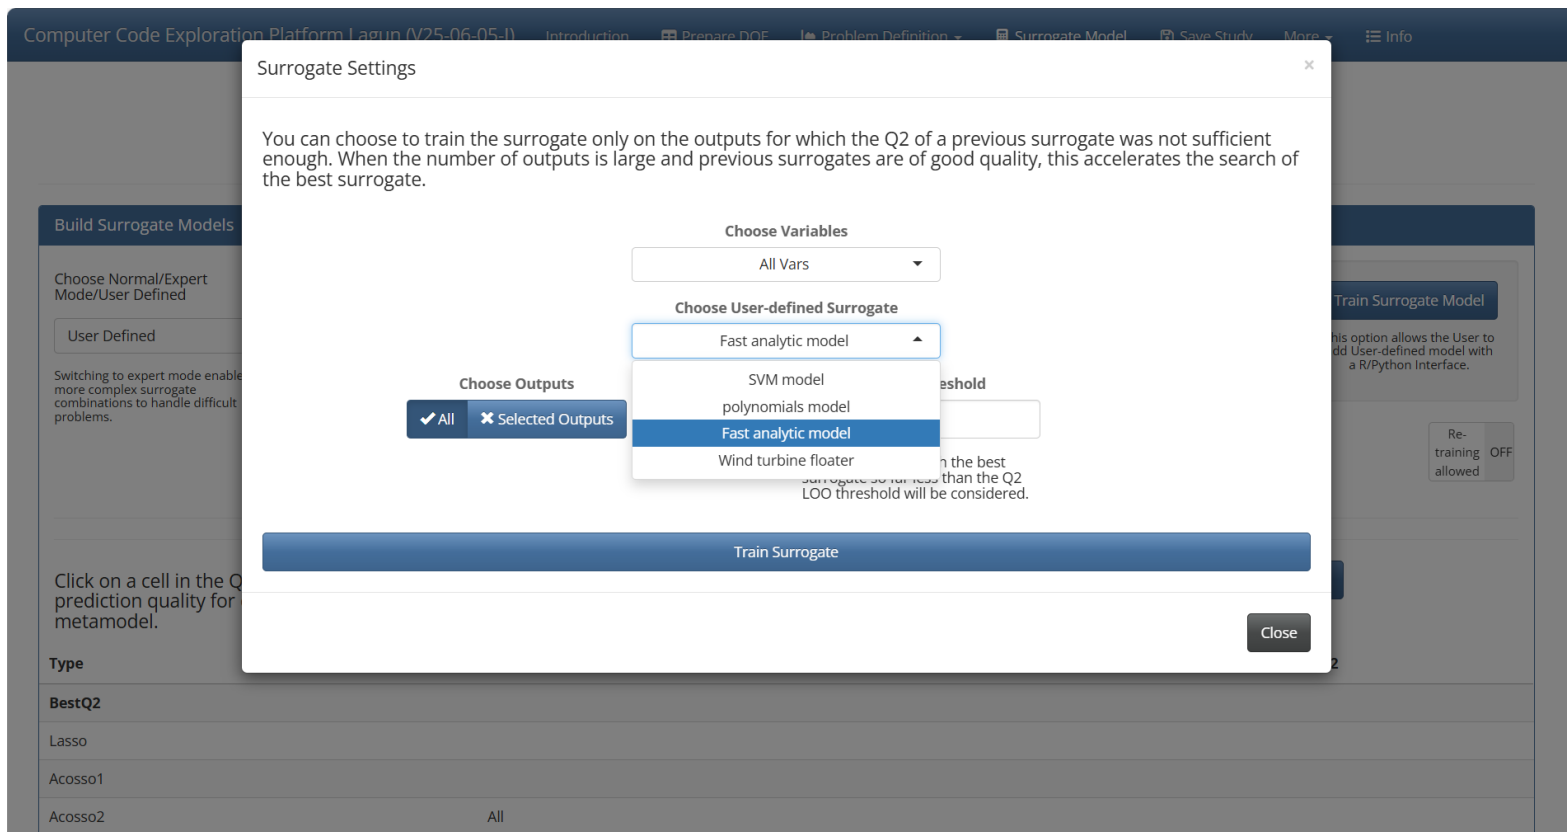 Computer Code Exploration Platform Lagun (V25-06-05-I) Introduction Prepare DOE Problem Definition Surrogate Model Save Study More Info
Surrogate Settings
×
You can choose to train the surrogate only on the outputs for which the Q2 of a previous surrogate was not sufficient
enough. When the number of outputs is large and previous surrogates are of good quality, this accelerates the search of
the best surrogate.
Build Surrogate Models
Choose Variables
All Vars
Choose Normal/Expert
Mode/User Defined
User Defined
Switching to expert mode enable
more complex surrogate
combinations to handle difficult
problems.
Choose User-defined Surrogate
Fast analytic model
SVM model
polynomials model
Fast analytic model
Wind turbine floater
Choose Outputs
All
Selected Outputs
eshold
n the best
surrogate so far less than the Q2
LOO threshold will be considered.
Train Surrogate Model
his option allows the User to
dd User-defined model with
a R/Python Interface.
Re-
training
allowed
OFF
Train Surrogate
Close
Click on a cell in the Q
prediction quality for
metamodel.
Type
2
BestQ2
Lasso
Acosso1
Acosso2 All